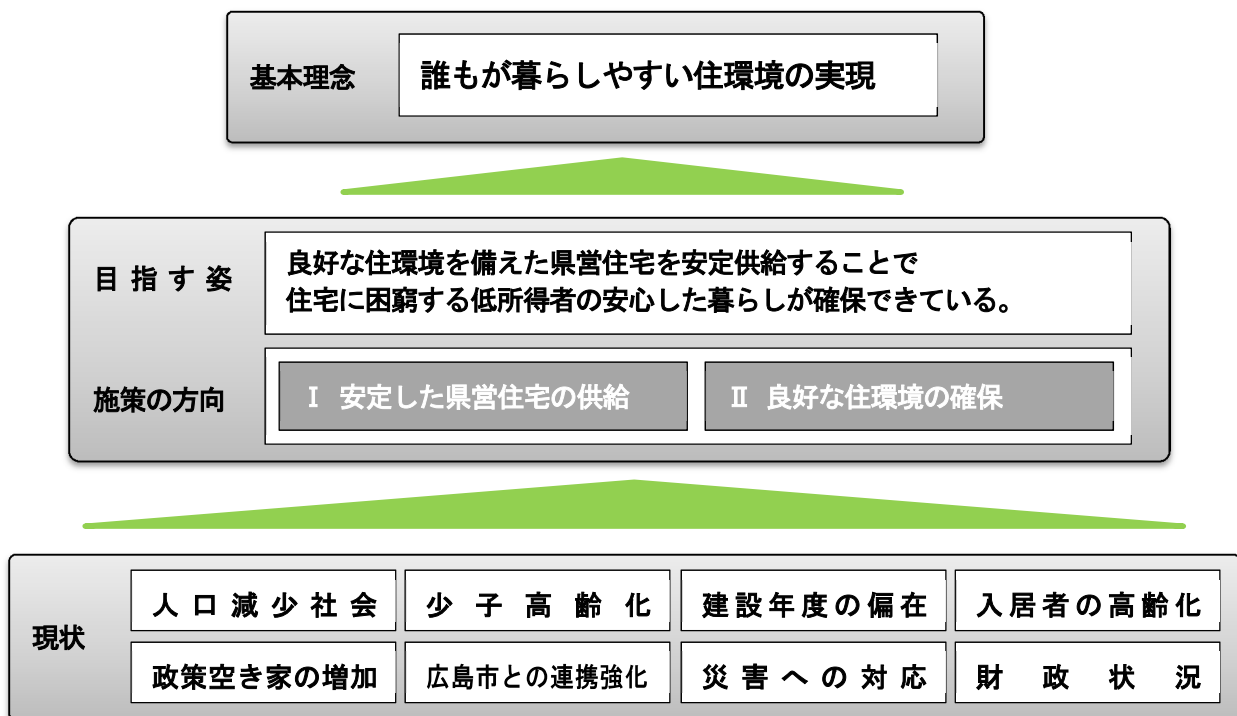 基本理念
誰もが暮らしやすい住環境の実現
目指す姿
良好な住環境を備えた県営住宅を安定供給することで
住宅に困窮する低所得者の安心した暮らしが確保できている。
施策の方向
Ⅰ 安定した県営住宅の供給
Ⅱ 良好な住環境の確保
現状
人口減少社会
少子高齢化
建設年度の偏在
入居者の高齢化
政策空き家の増加
広島市との連携強化
災害への対応
財政状況